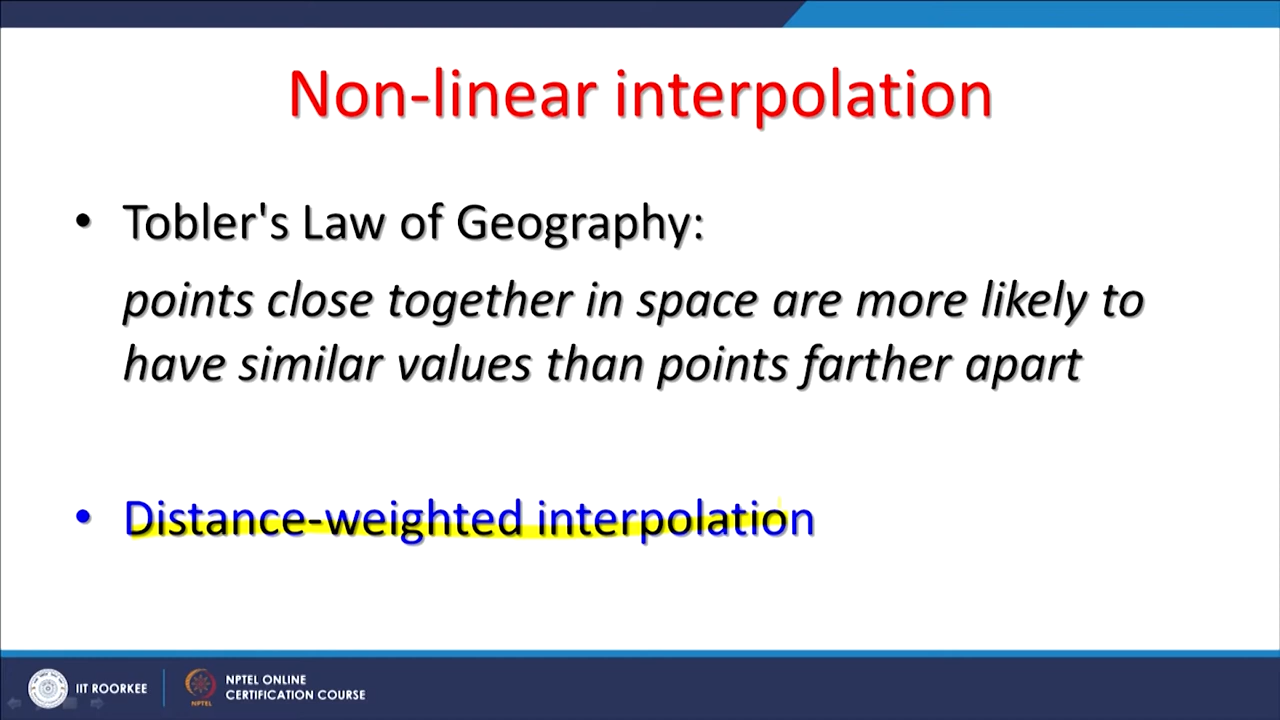 Non-linear interpolation
• Tobler's Law of Geography:
points close together in space are more likely to
have similar values than points farther apart
• Distance-weighted interpolation
IIT ROORKEE
NPTEL
NPTEL ONLINE
CERTIFICATION COURSE